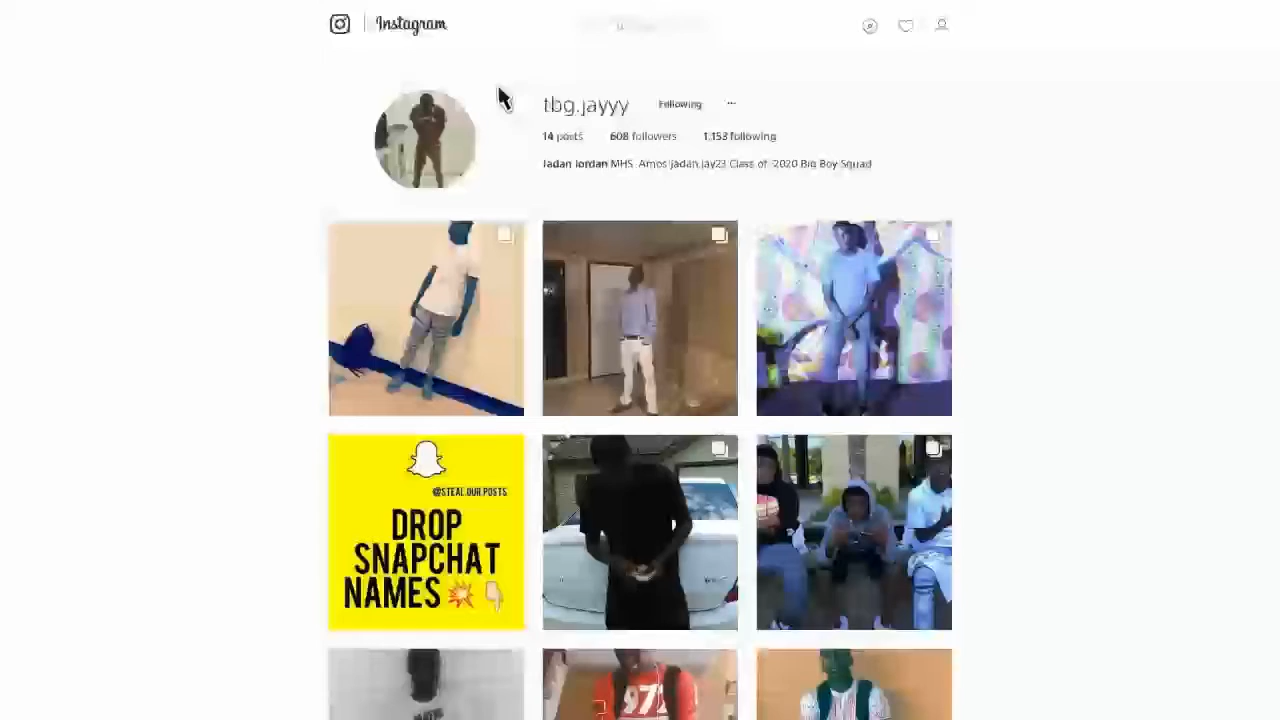 Instagram
tbg.jayyy Following ...
14 posts 608 followers 1,153 following
Jadan Jordan MHS Amos Jadan.jay23 Class of 2020 Big Boy Squad
@STEAL.OUR.POSTS
DROP
SNAPCHAT
NAMES 💥 👇